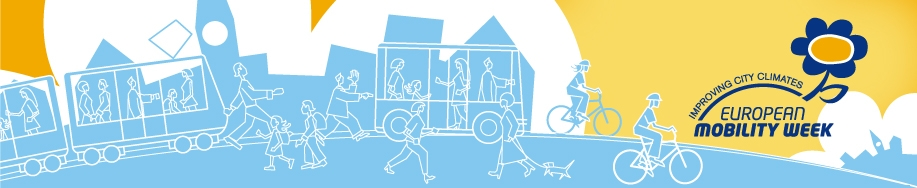 IMPROVING CITY CLIMATES
EUROPEAN
MOBILITY WEEK